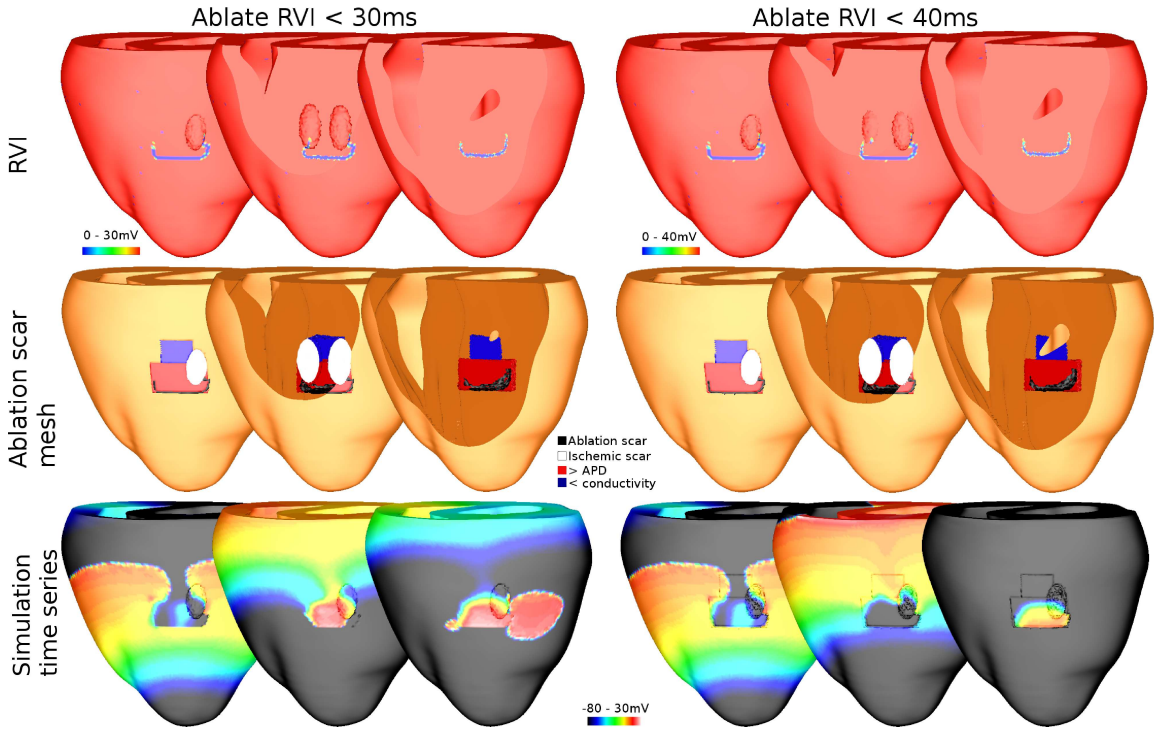 Ablate RVI < 30ms
Ablate RVI < 40ms
RVI
0 - 30mV
0 - 40mV
Ablation scar
mesh
Ablation scar
Ischemic scar
> APD
< conductivity
Simulation
time series
-80 - 30mV